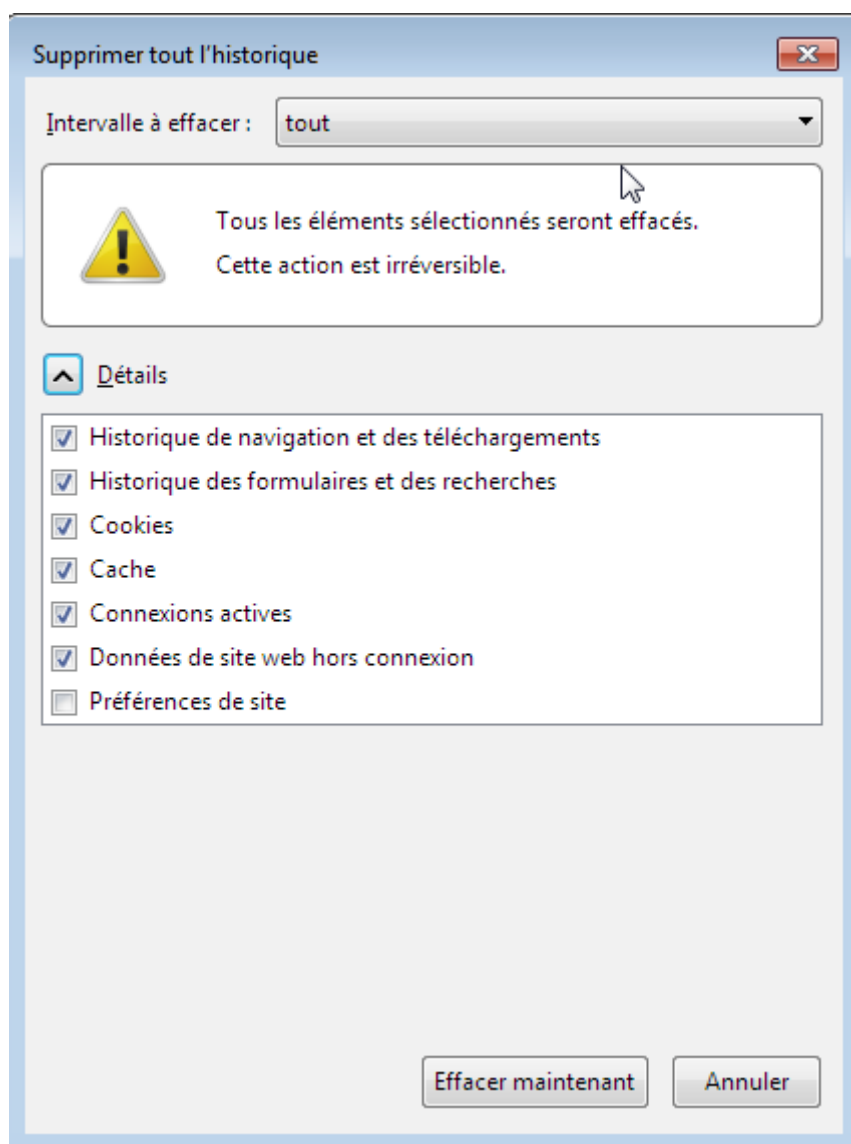 Supprimer tout l'historique
Intervalle à effacer : tout
Tous les éléments sélectionnés seront effacés.
Cette action est irréversible.
Détails
Historique de navigation et des téléchargements
Historique des formulaires et des recherches
Cookies
Cache
Connexions actives
Données de site web hors connexion
Préférences de site
Effacer maintenant Annuler